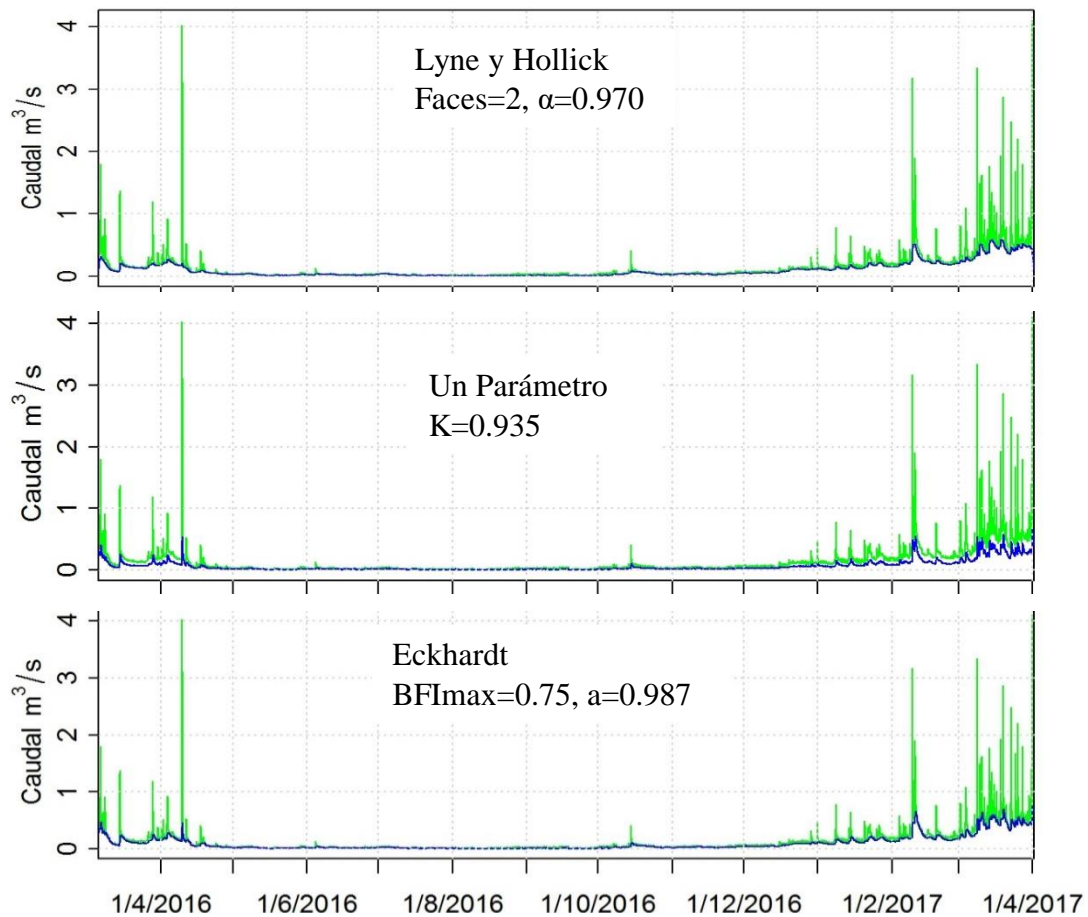 Caudal m³/s
4
3
2
1
0
Lyne y Hollick
Faces=2, α=0.970
Caudal m³/s
4
3
2
1
0
Un Parámetro
K=0.935
Caudal m³/s
4
3
2
1
0
Eckhardt
BFImax=0.75, a=0.987
1/4/2016 1/6/2016 1/8/2016 1/10/2016 1/12/2016 1/2/2017 1/4/2017